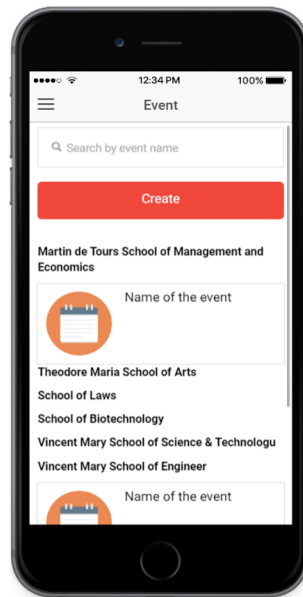 12:34 PM
100%
Event
Search by event name
Create
Martin de Tours School of Management and
Economics
Name of the event
Theodore Maria School of Arts
School of Laws
School of Biotechnology
Vincent Mary School of Science & Technologu
Vincent Mary School of Engineer
Name of the event